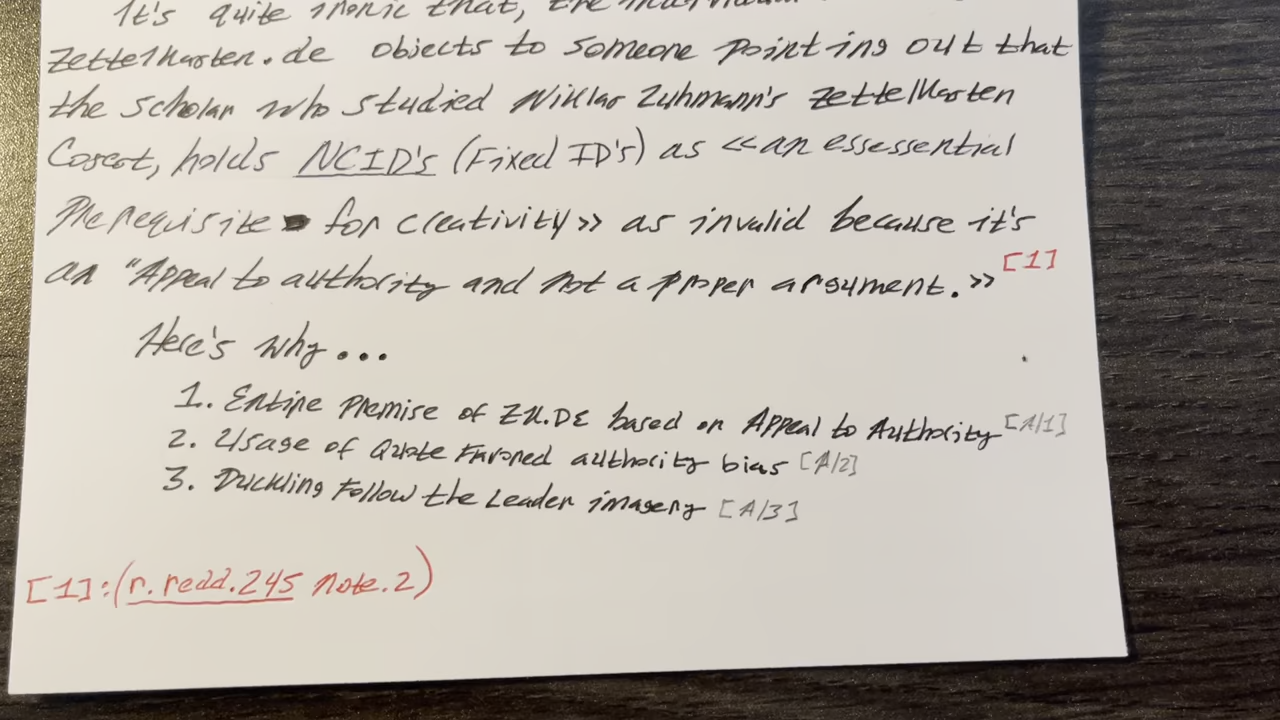 It's quite ironic that, the individual
Zettelkasten.de objects to someone pointing out that
the scholar who studied Niklas Luhmann's Zettelkasten
holds NCID's (Fixed ID's) as «an essessential
Prerequisite for creativity» as invalid because it's
an "Appeal to authority and not a proper argument.» [1]
Here's why...
1. Entire Premise of ZK.DE based on Appeal to Authority [A/1]
2. Usage of Quote Favored authority bias [A/2]
3. Duckling Follow the Leader imagery [A/3]
[1]:(r.redd.245 note.2)